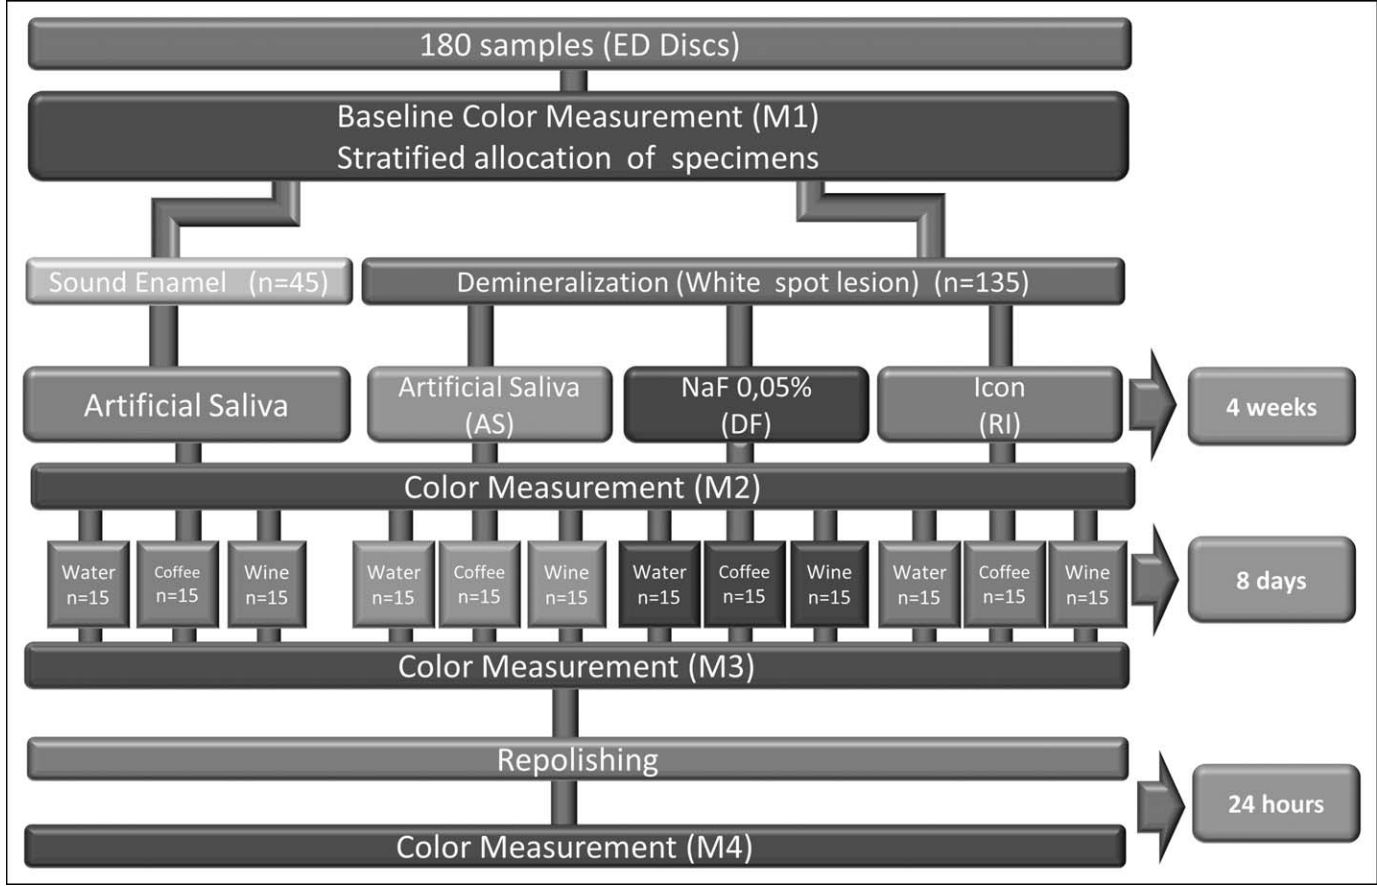 180 samples (ED Discs)
Baseline Color Measurement (M1)
Stratified allocation of specimens
Sound Enamel (n=45)
Demineralization (White spot lesion) (n=135)
Artificial Saliva
Artificial Saliva
(AS)
NaF 0,05%
(DF)
Icon
(RI)
4 weeks
Color Measurement (M2)
Water
n=15
Coffee
n=15
Wine
n=15
Water
n=15
Coffee
n=15
Wine
n=15
Water
n=15
Coffee
n=15
Wine
n=15
Water
n=15
Coffee
n=15
Wine
n=15
8 days
Color Measurement (M3)
Repolishing
24 hours
Color Measurement (M4)